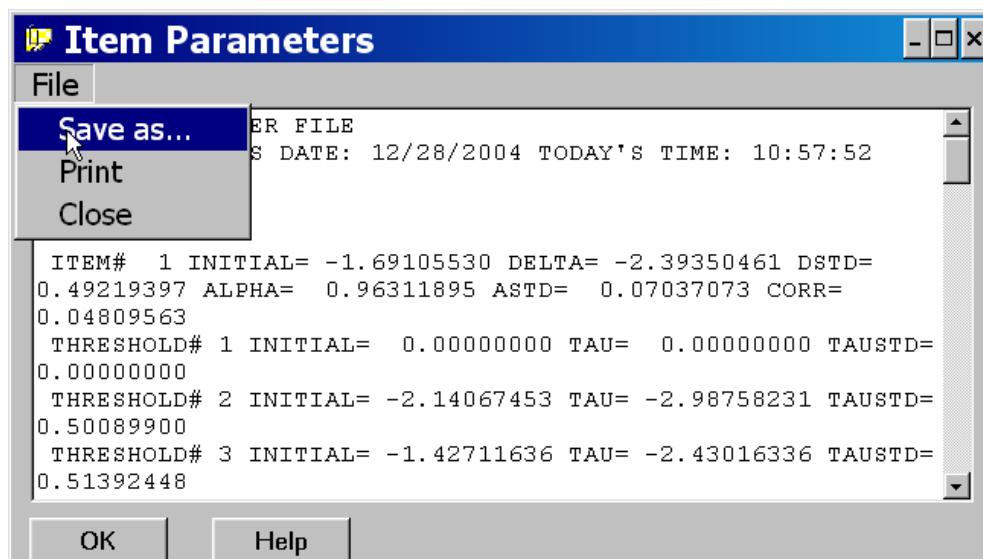 Item Parameters
File
Save as...
Print
Close
ER FILE
S DATE: 12/28/2004 TODAY'S TIME: 10:57:52
ITEM# 1 INITIAL= -1.69105530 DELTA= -2.39350461 DSTD=
0.49219397 ALPHA= 0.96311895 ASTD= 0.07037073 CORR=
0.04809563
THRESHOLD# 1 INITIAL= 0.00000000 TAU= 0.00000000 TAUSTD=
0.00000000
THRESHOLD# 2 INITIAL= -2.14067453 TAU= -2.98758231 TAUSTD=
0.50089900
THRESHOLD# 3 INITIAL= -1.42711636 TAU= -2.43016336 TAUSTD=
0.51392448
OK Help